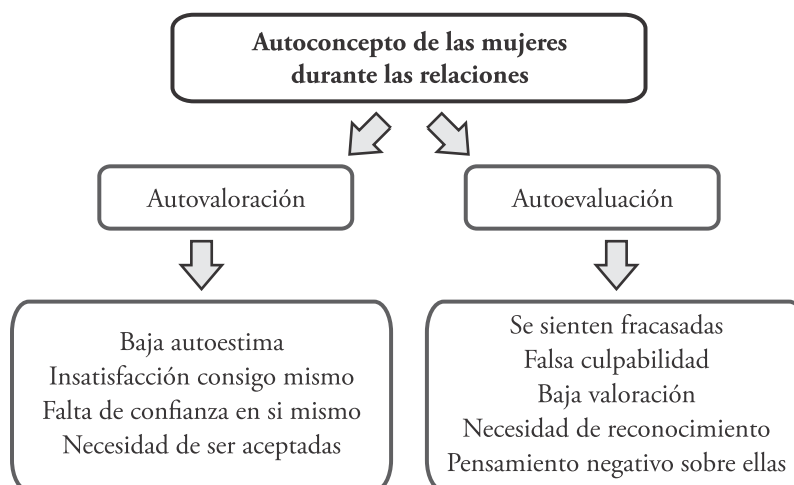 Autoconcepto de las mujeres
durante las relaciones
Autovaloración
Autoevaluación
Baja autoestima
Insatisfacción consigo mismo
Falta de confianza en si mismo
Necesidad de ser aceptadas
Se sienten fracasadas
Falsa culpabilidad
Baja valoración
Necesidad de reconocimiento
Pensamiento negativo sobre ellas